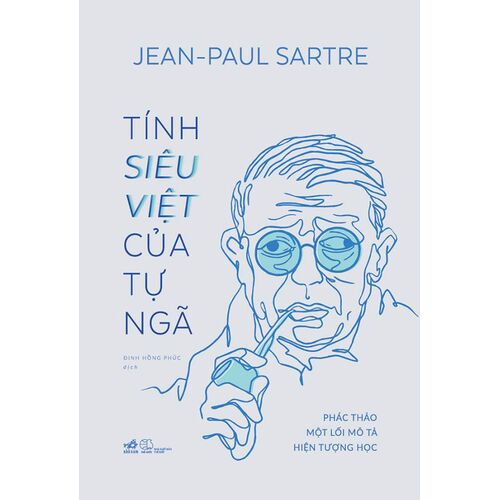 JEAN-PAUL SARTRE
TÍNH
SIÊU
VIỆT
CỦA
TỰ
NGÃ
ĐINH HỒNG PHÚC
dịch
PHÁC THẢO
MỘT LỐI MÔ TẢ
HIỆN TƯỢNG HỌC